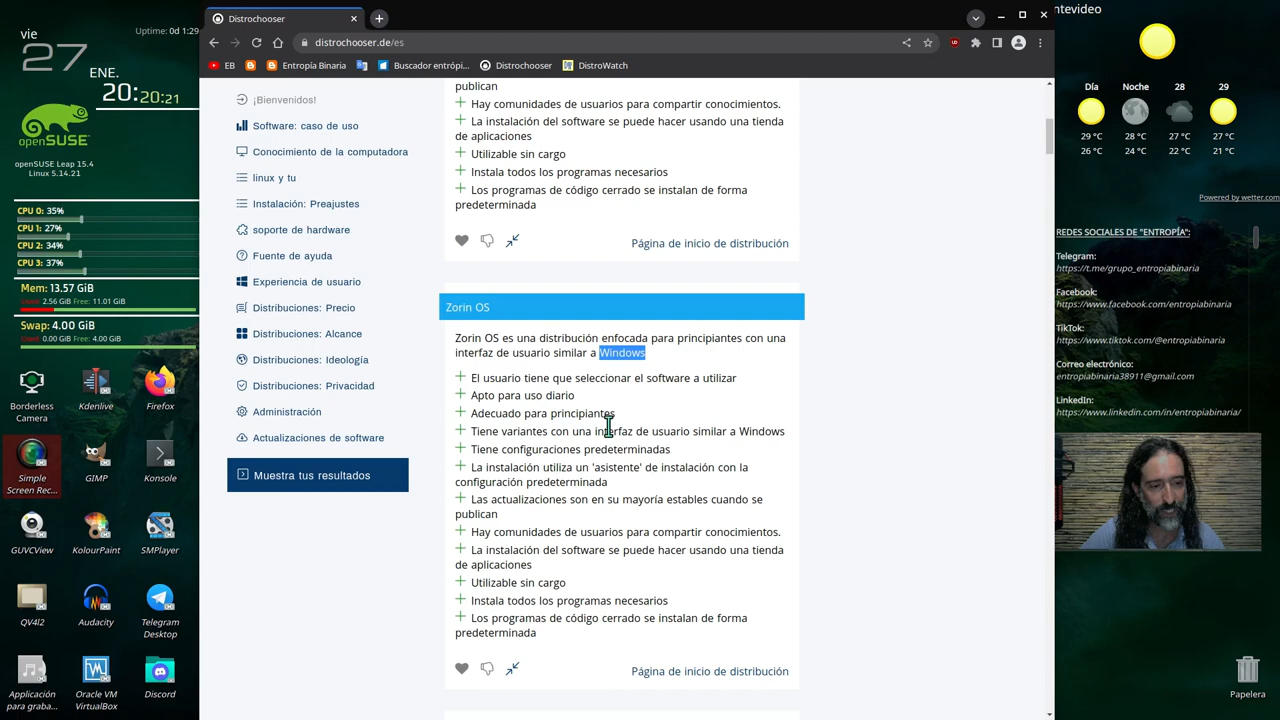 vie
27
ENE.
20:20:21
Uptime: 0d 1:29
openSUSE
openSUSE Leap 15.4
Linux 5.14.21
CPU 0: 35%
CPU 1: 27%
CPU 2: 34%
CPU 3: 37%
Mem: 13.57 GiB
Used: 2.56 GiB Free: 11.01 GiB
Swap: 4.00 GiB
Used: 0.00 GiB Free: 4.00 GiB
Borderless Camera
Kdenlive
Firefox
Simple Screen Rec...
GIMP
Konsole
GUVCView
KolourPaint
SMPlayer
QV4l2
Audacity
Telegram Desktop
Applicación para graba...
Oracle VM VirtualBox
Discord
Distrochooser
distrochooser.de/es
EB
Entropía Binaria
Buscador entrópi...
Distrochooser
DistroWatch
¡Bienvenidos!
Software: caso de uso
Conocimiento de la computadora
linux y tu
Instalación: Preajustes
soporte de hardware
Fuente de ayuda
Experiencia de usuario
Distribuciones: Precio
Distribuciones: Alcance
Distribuciones: Ideología
Distribuciones: Privacidad
Administración
Actualizaciones de software
Muestra tus resultados
publican
Hay comunidades de usuarios para compartir conocimientos.
La instalación del software se puede hacer usando una tienda
de aplicaciones
Utilizable sin cargo
Instala todos los programas necesarios
Los programas de código cerrado se instalan de forma
predeterminada
Página de inicio de distribución
Zorin OS
Zorin OS es una distribución enfocada para principiantes con una
interfaz de usuario similar a Windows
El usuario tiene que seleccionar el software a utilizar
Apto para uso diario
Adecuado para principiantes
Tiene variantes con una interfaz de usuario similar a Windows
Tiene configuraciones predeterminadas
La instalación utiliza un 'asistente' de instalación con la
configuración predeterminada
Las actualizaciones son en su mayoría estables cuando se
publican
Hay comunidades de usuarios para compartir conocimientos.
La instalación del software se puede hacer usando una tienda
de aplicaciones
Utilizable sin cargo
Instala todos los programas necesarios
Los programas de código cerrado se instalan de forma
predeterminada
Página de inicio de distribución
ntevideo
Día Noche 28 29
29 °C 28 °C 27 °C 27 °C
26 °C 24 °C 22 °C 21 °C
Powered by wetter.com
REDES SOCIALES DE "ENTROPÍA":
Telegram:
https://t.me/grupo_entropiabinaria
Facebook:
https://www.facebook.com/entropiabinaria
TikTok:
https://www.tiktok.com/@entropiabinaria
Correo electrónico:
entropiabinaria38911@gmail.com
LinkedIn:
https://www.linkedin.com/in/entropiabinaria/
Papelera